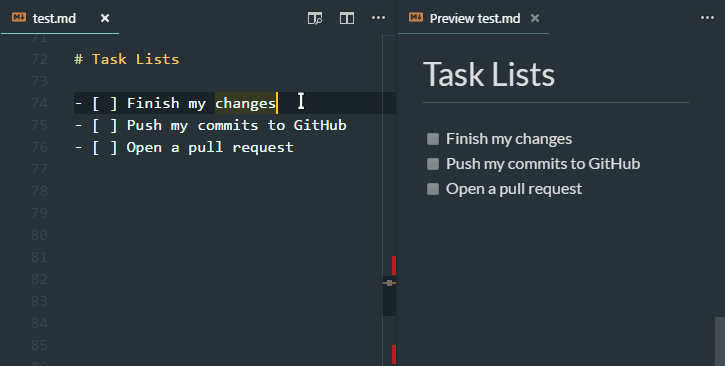 test.md
71
72 # Task Lists
73
74 - [ ] Finish my changes
75 - [ ] Push my commits to GitHub
76 - [ ] Open a pull request
77
78
79
80
81
82
83
84
85
86
Preview test.md
Task Lists
Finish my changes
Push my commits to GitHub
Open a pull request